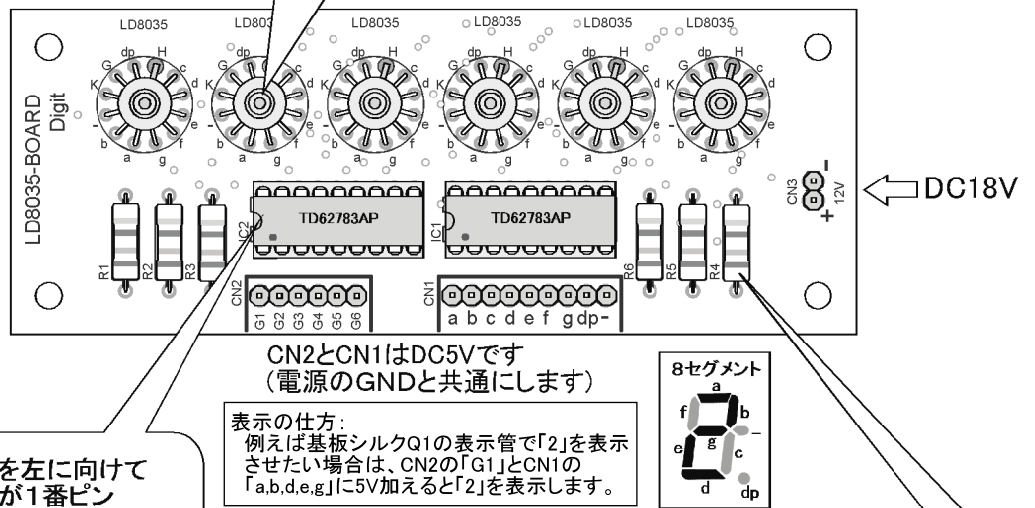 LD8035 LD803 LD8035 LD8035 LD8035 LD8035
dp H dp H dp H dp H dp H dp H
G c G c G c G c G c G c
K d K d K d K d K d K d
- e - e - e - e - e - e
b f b f b f b f b f b f
a g a g a g a g a g a g
LD8035-BOARD
Digit
CN3
-
+
12V
DC18V
TD62783AP
TD62783AP
IC2
IC1
R1 R2 R3
R6 R5 R4
CN2
G1 G2 G3 G4 G5 G6
CN1
a b c d e f g dp -
CN2とCN1はDC5Vです
(電源のGNDと共通にします)
表示の仕方:
例えば基板シルクQ1の表示管で「2」を表示
させたい場合は、CN2の「G1」とCN1の
「a,b,d,e,g」に5V加えると「2」を表示します。
8セグメント
a
f b
g -
e c
d dp
を左に向けて
が1番ピン